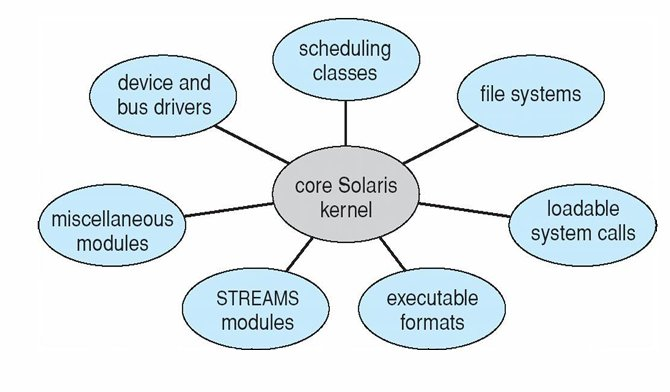 scheduling
classes
device and
bus drivers
file systems
core Solaris
kernel
miscellaneous
modules
loadable
system calls
STREAMS
modules
executable
formats